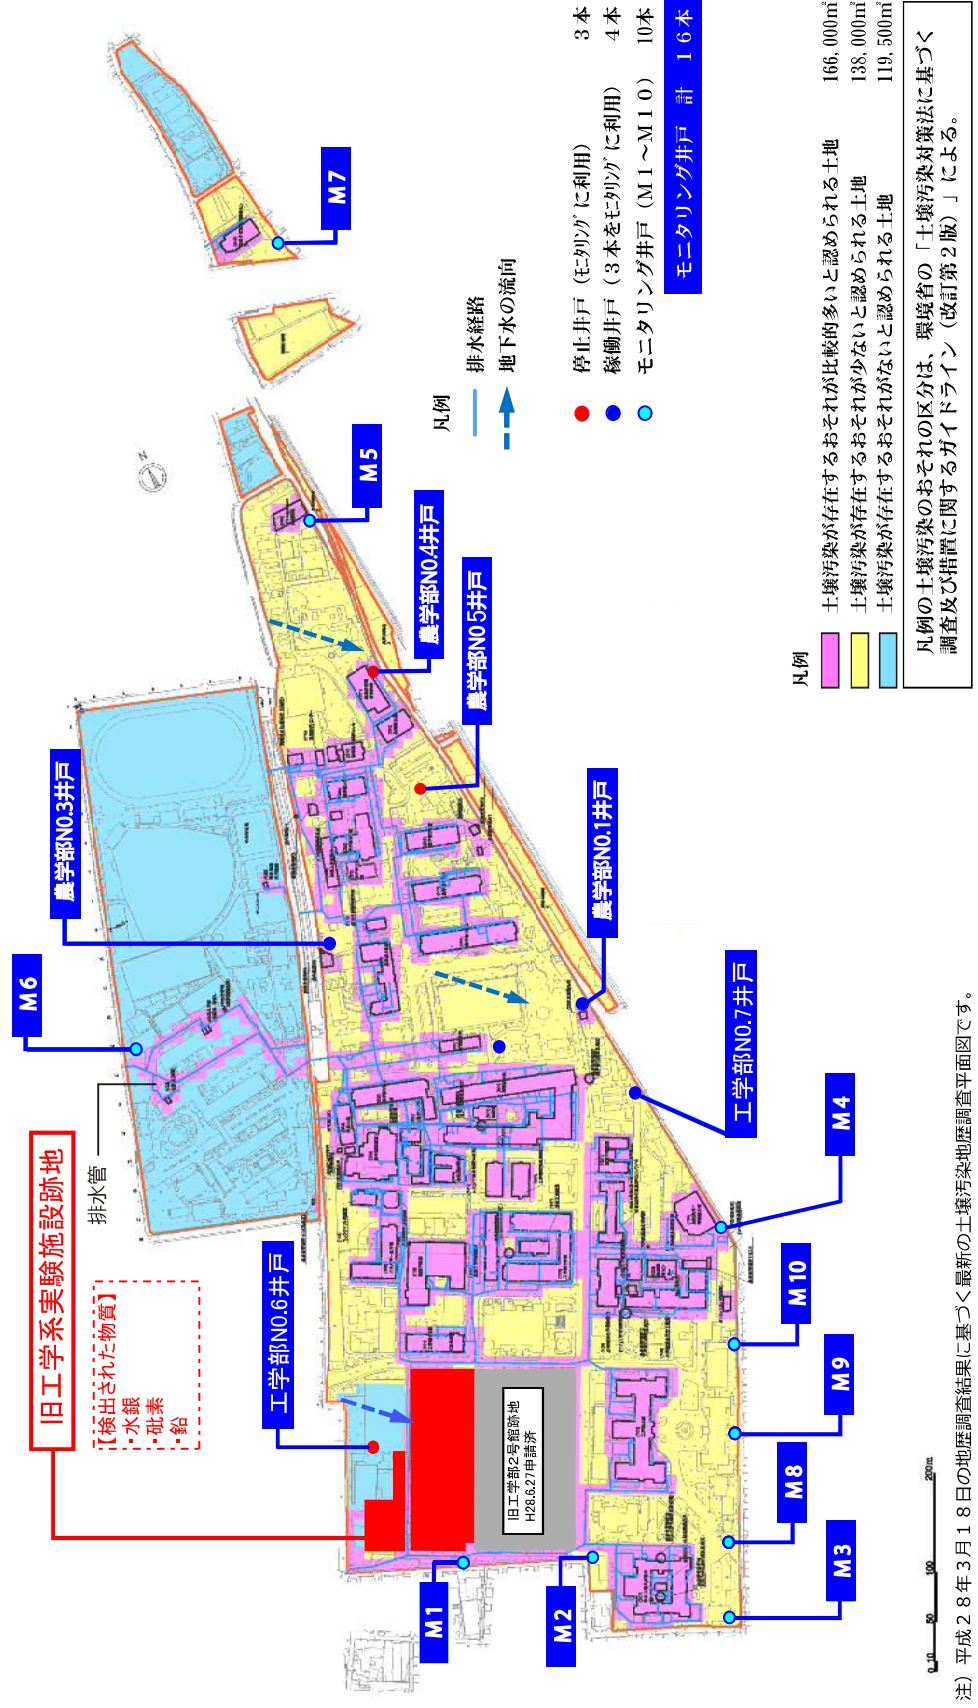 旧工学系実験施設跡地
【検出された物質】
・水銀
・砒素
・鉛
排水管
M6
農学部NO.3井戸
工学部NO.6井戸
旧工学部2号館跡地
H28.6.27申請済
M1
M2
M3
M8
M9
M10
M4
工学部NO.7井戸
農学部NO.1井戸
農学部NO5井戸
農学部NO.4井戸
M5
M7
N
凡例
排水経路
地下水の流向
停止井戸（ﾓﾆﾀﾘﾝｸﾞに利用） 3本
稼働井戸（３本をﾓﾆﾀﾘﾝｸﾞに利用） 4本
モニタリング井戸（Ｍ１～Ｍ１０） 10本
モニタリング井戸 計 １６本
凡例
土壌汚染が存在するおそれが比較的多いと認められる土地 166,000㎡
土壌汚染が存在するおそれが少ないと認められる土地 138,000㎡
土壌汚染が存在するおそれがないと認められる土地 119,500㎡
凡例の土壌汚染のおそれの区分は、環境省の「土壌汚染対策法に基づく
調査及び措置に関するガイドライン（改訂第２版）」による。
0 10 50 100 200m
注）平成２８年３月１８日の地歴調査結果に基づく最新の土壌汚染地歴調査平面図です。